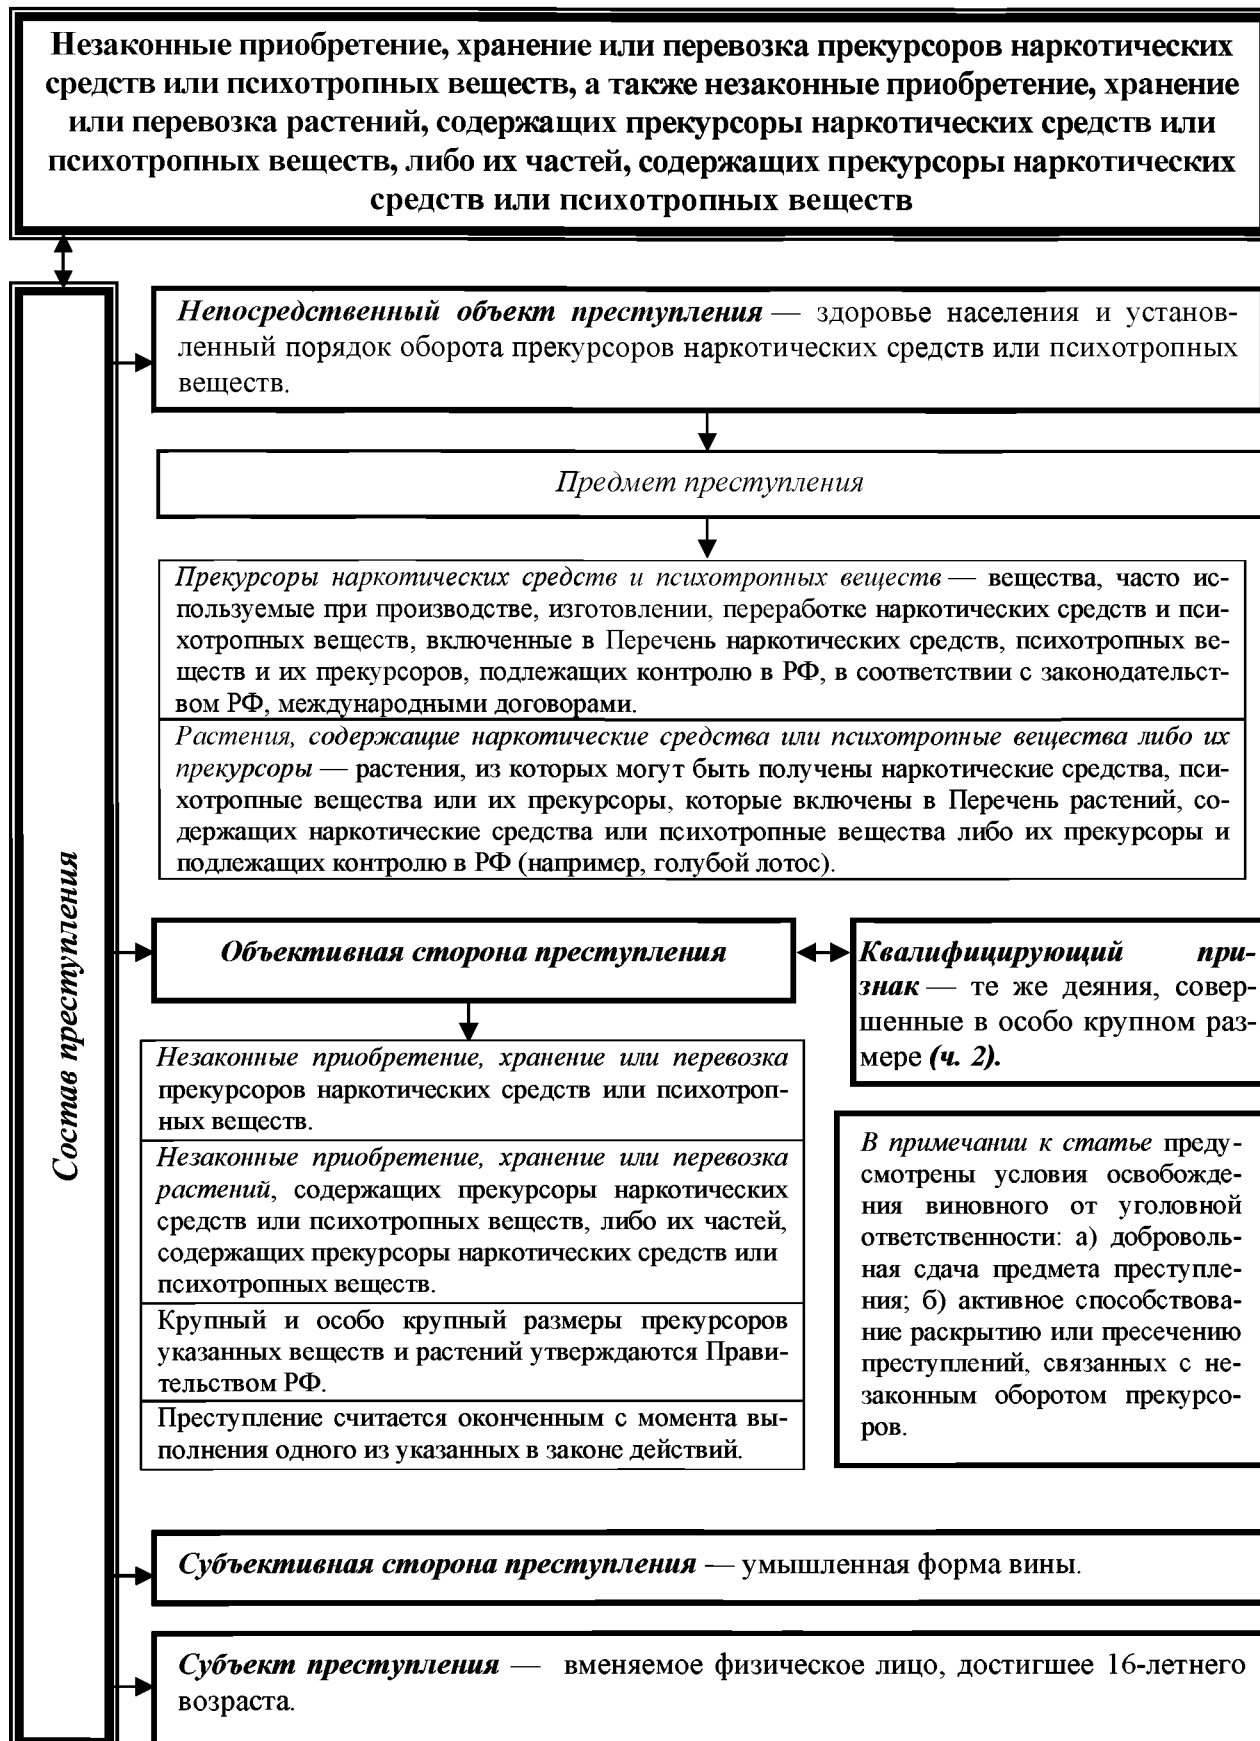 Незаконные приобретение, хранение или перевозка прекурсоров наркотических
средств или психотропных веществ, а также незаконные приобретение, хранение
или перевозка растений, содержащих прекурсоры наркотических средств или
психотропных веществ, либо их частей, содержащих прекурсоры наркотических
средств или психотропных веществ
Состав преступления
Непосредственный объект преступления — здоровье населения и установ-
ленный порядок оборота прекурсоров наркотических средств или психотропных
веществ.
Предмет преступления
Прекурсоры наркотических средств и психотропных веществ — вещества, часто ис-
пользуемые при производстве, изготовлении, переработке наркотических средств и пси-
хотропных веществ, включенные в Перечень наркотических средств, психотропных ве-
ществ и их прекурсоров, подлежащих контролю в РФ, в соответствии с законодательст-
вом РФ, международными договорами.
Растения, содержащие наркотические средства или психотропные вещества либо их
прекурсоры — растения, из которых могут быть получены наркотические средства, пси-
хотропные вещества или их прекурсоры, которые включены в Перечень растений, со-
держащих наркотические средства или психотропные вещества либо их прекурсоры и
подлежащих контролю в РФ (например, голубой лотос).
Объективная сторона преступления
Незаконные приобретение, хранение или перевозка
прекурсоров наркотических средств или психотроп-
ных веществ.
Незаконные приобретение, хранение или перевозка
растений, содержащих прекурсоры наркотических
средств или психотропных веществ, либо их частей,
содержащих прекурсоры наркотических средств или
психотропных веществ.
Крупный и особо крупный размеры прекурсоров
указанных веществ и растений утверждаются Прави-
тельством РФ.
Преступление считается оконченным с момента вы-
полнения одного из указанных в законе действий.
Квалифицирующий при-
знак — те же деяния, совер-
шенные в особо крупном раз-
мере (ч. 2).
В примечании к статье преду-
смотрены условия освобожде-
ния виновного от уголовной
ответственности: а) доброволь-
ная сдача предмета преступле-
ния; б) активное способствова-
ние раскрытию или пресечению
преступлений, связанных с не-
законным оборотом прекурсо-
ров.
Субъективная сторона преступления — умышленная форма вины.
Субъект преступления — вменяемое физическое лицо, достигшее 16-летнего
возраста.